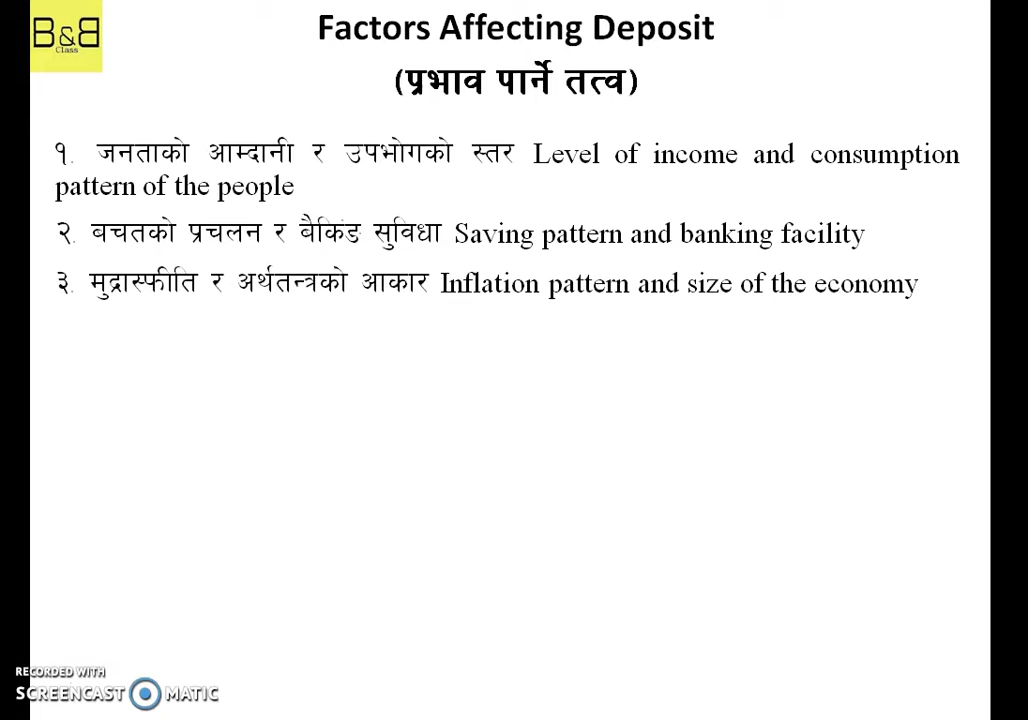 B&B
Class
Factors Affecting Deposit
(प्रभाव पार्ने तत्व)
१. जनताको आम्दानी र उपभोगको स्तर Level of income and consumption
pattern of the people
२. बचतको प्रचलन र बैकिंङ सुविधा Saving pattern and banking facility
३. मुद्रास्फीति र अर्थतन्त्रको आकार Inflation pattern and size of the economy
RECORDED WITH
SCREENCAST MATIC